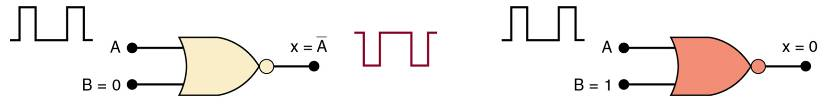 A
x = A̅
B = 0
A
x = 0
B = 1